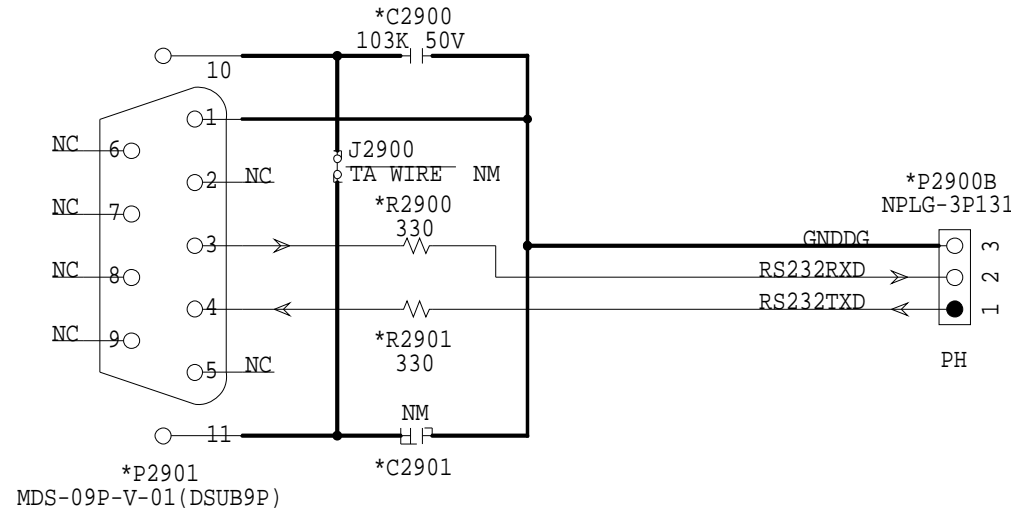 *C2900
103K 50V
10
1
NC 6
J2900
TA WIRE NM
2 NC
*P2900B
NPLG-3P131
*R2900
330
NC 7
3
GNDDG
3
NC 8
RS232RXD
2
4
RS232TXD
1
NC 9
*R2901
330
5 NC
PH
NM
11
*C2901
*P2901
MDS-09P-V-01(DSUB9P)